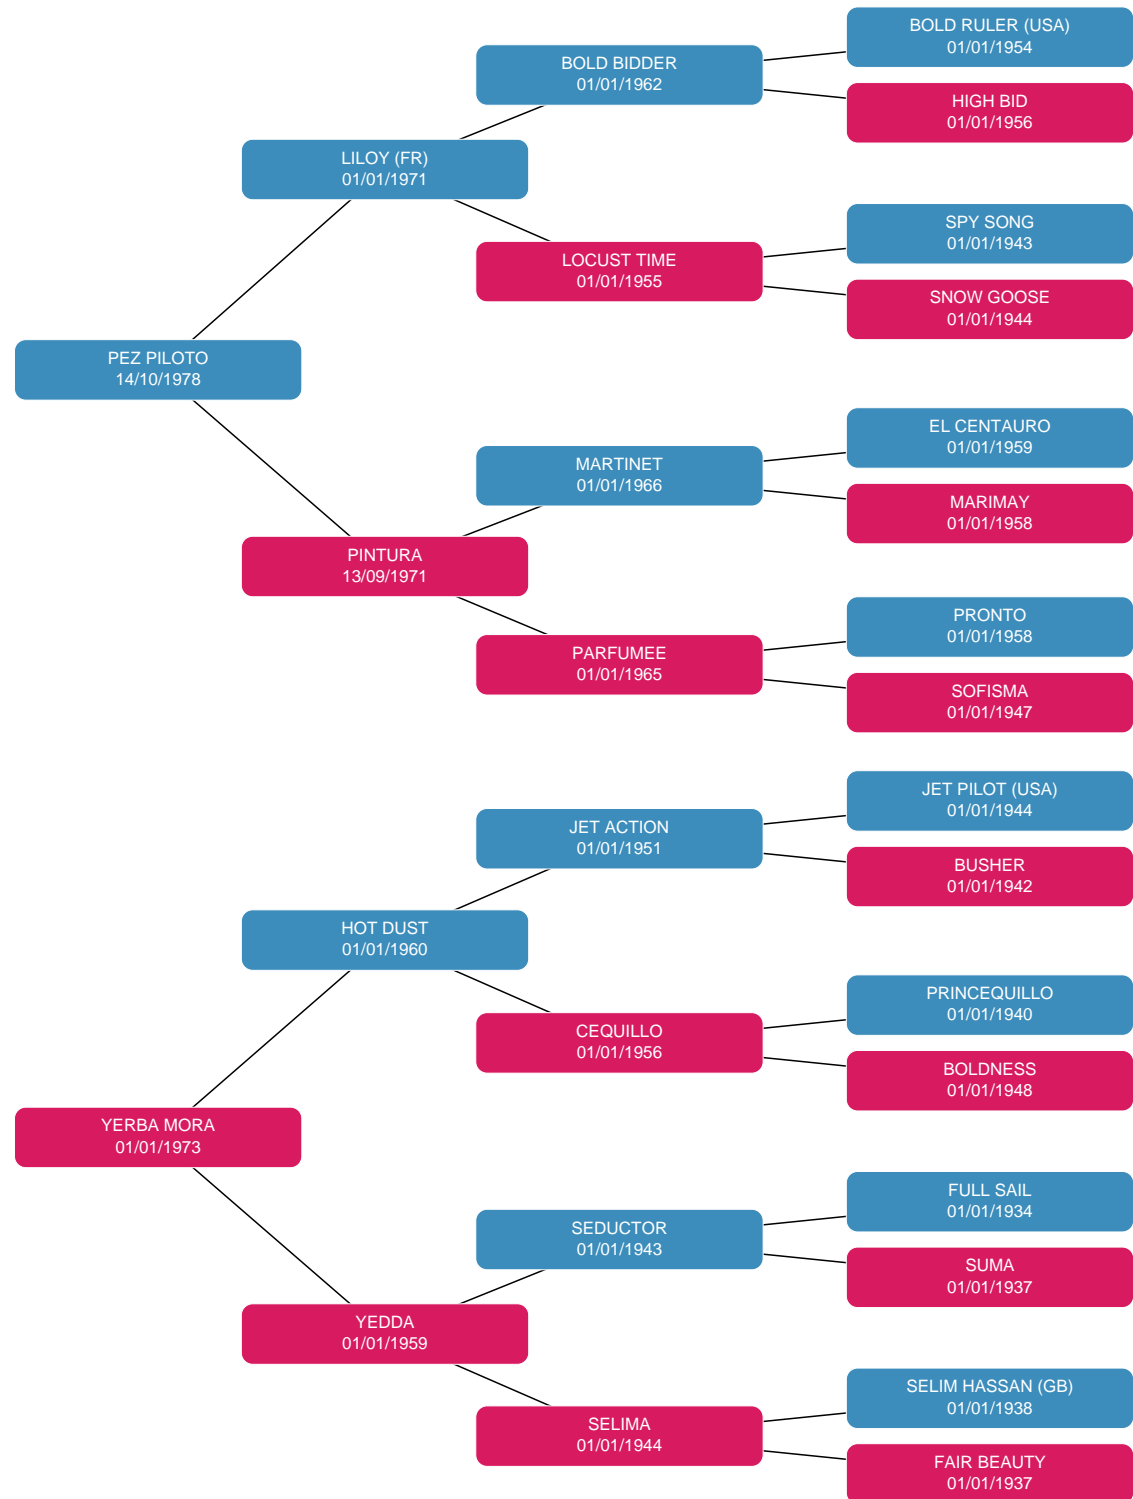 BOLD RULER (USA)
01/01/1954
BOLD BIDDER
01/01/1962
HIGH BID
01/01/1956
LILOY (FR)
01/01/1971
SPY SONG
01/01/1943
LOCUST TIME
01/01/1955
SNOW GOOSE
01/01/1944
PEZ PILOTO
14/10/1978
EL CENTAURO
01/01/1959
MARTINET
01/01/1966
MARIMAY
01/01/1958
PINTURA
13/09/1971
PRONTO
01/01/1958
PARFUMEE
01/01/1965
SOFISMA
01/01/1947
JET PILOT (USA)
01/01/1944
JET ACTION
01/01/1951
BUSHER
01/01/1942
HOT DUST
01/01/1960
PRINCEQUILLO
01/01/1940
CEQUILLO
01/01/1956
BOLDNESS
01/01/1948
YERBA MORA
01/01/1973
FULL SAIL
01/01/1934
SEDUCTOR
01/01/1943
SUMA
01/01/1937
YEDDA
01/01/1959
SELIM HASSAN (GB)
01/01/1938
SELIMA
01/01/1944
FAIR BEAUTY
01/01/1937